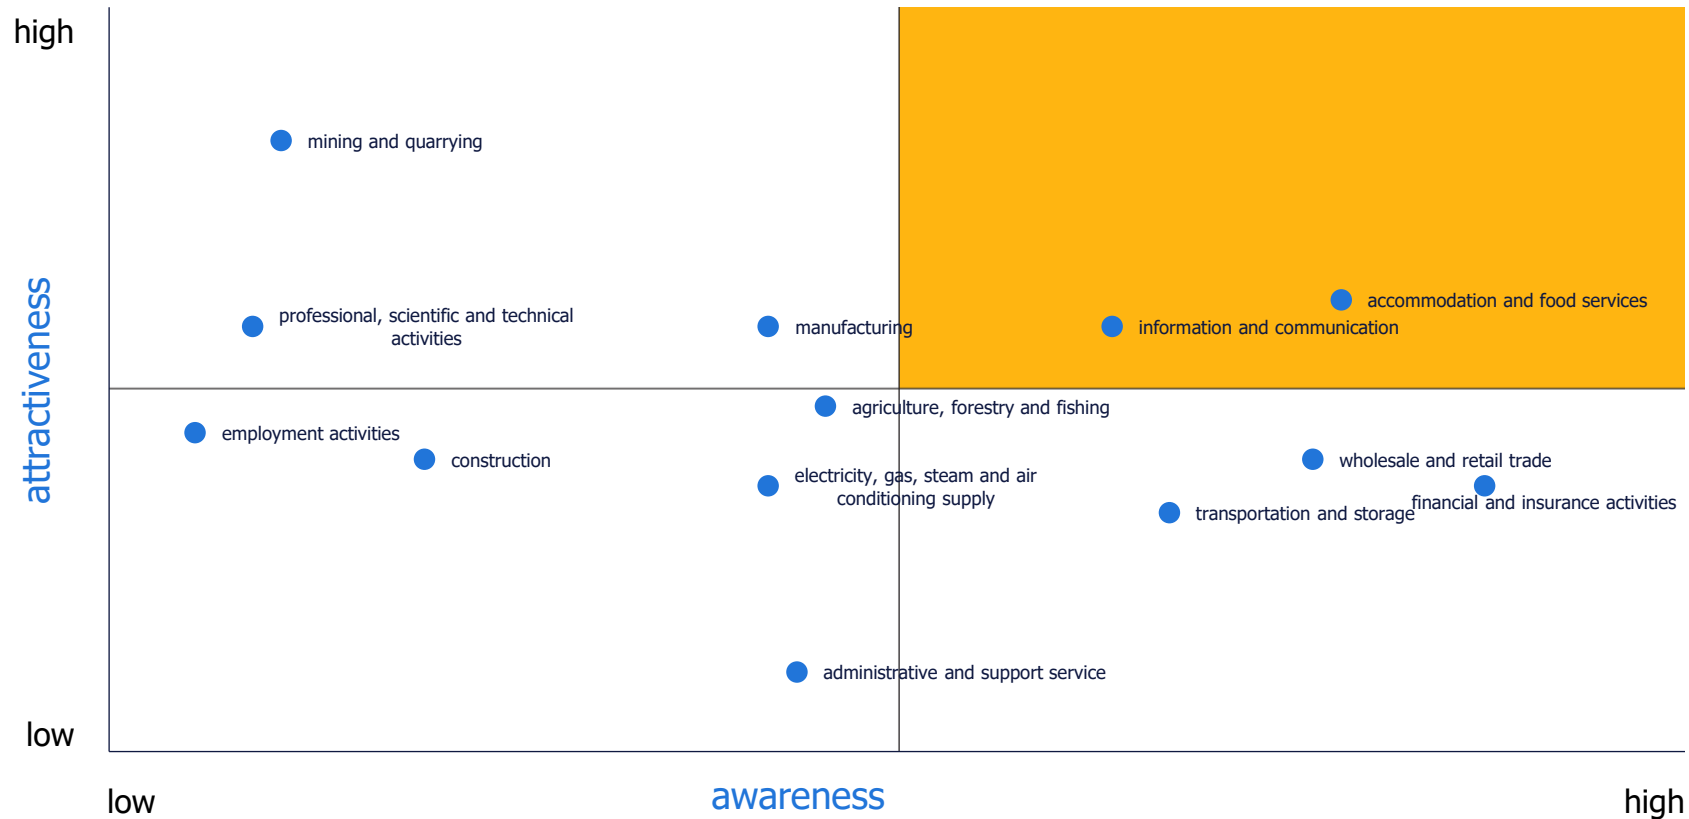 high
mining and quarrying
accommodation and food services
professional, scientific and technical
activities
manufacturing
information and communication
attractiveness
agriculture, forestry and fishing
employment activities
construction
wholesale and retail trade
electricity, gas, steam and air
conditioning supply
financial and insurance activities
transportation and storage
administrative and support service
low
low
awareness
high